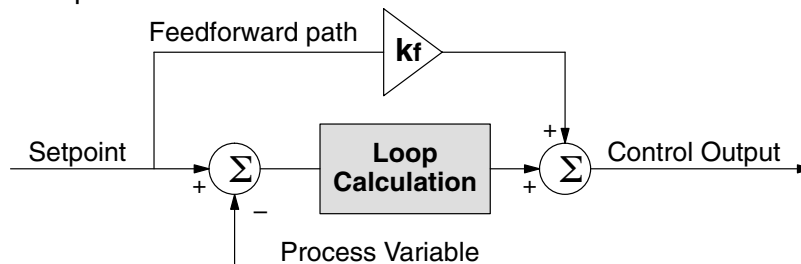 Feedforward path
kf
Setpoint
+
Σ
−
Loop
Calculation
+
+
Σ
Control Output
Process Variable